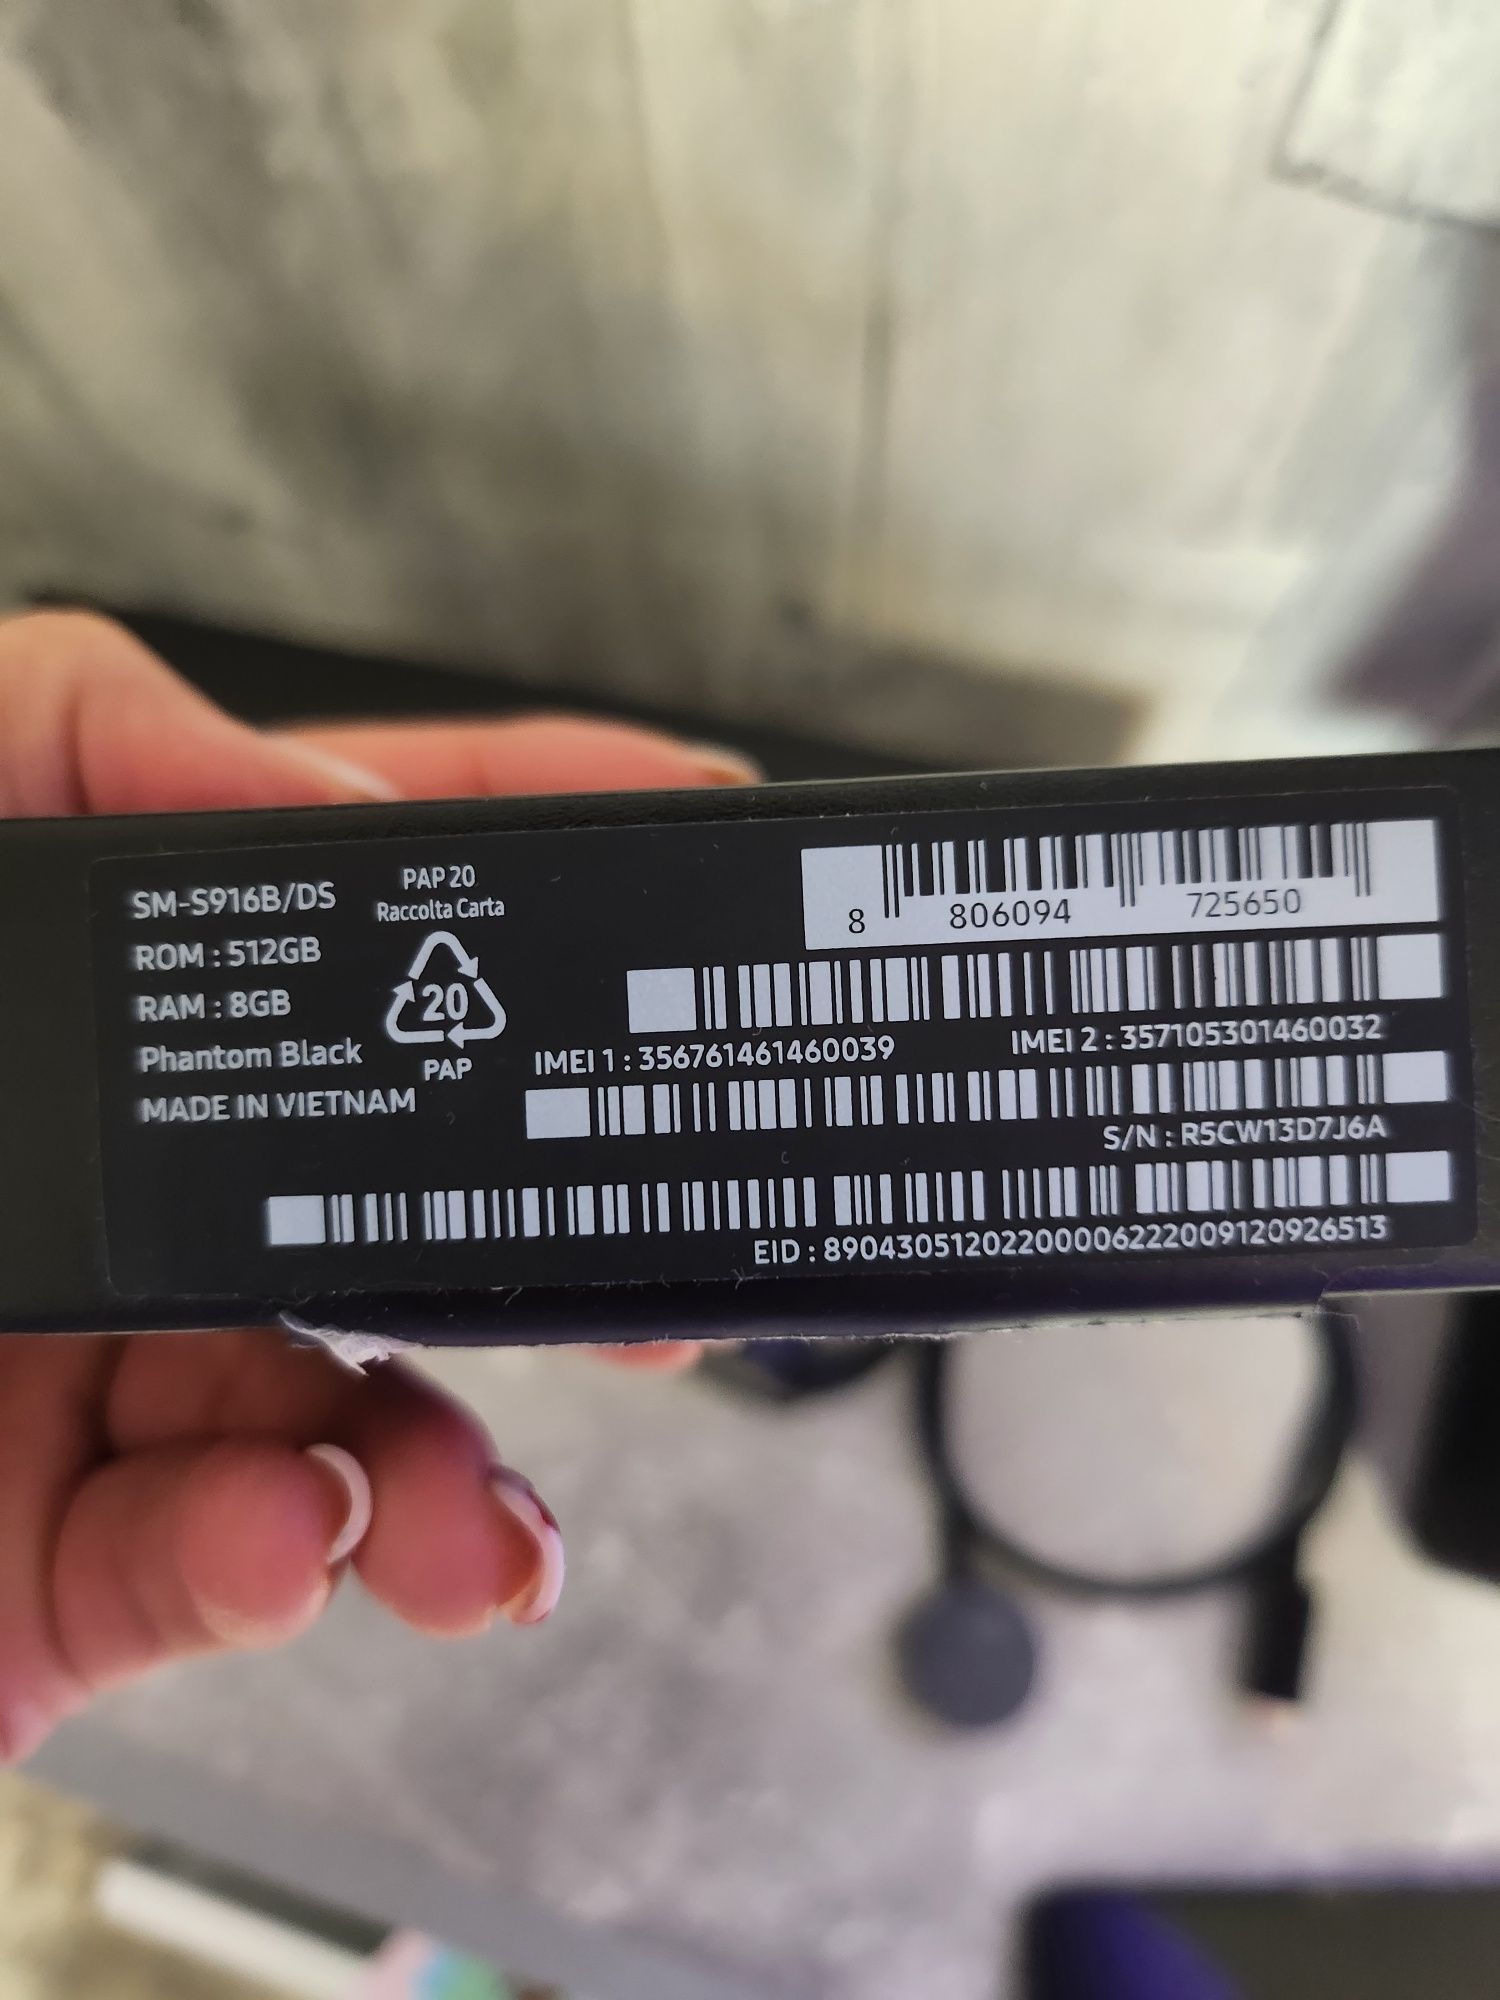 SM-S916B/DS
ROM : 512GB
RAM : 8GB
Phantom Black
MADE IN VIETNAM
PAP 20
Raccolta Carta
20
PAP
8 806094 725650
IMEI 1 : 356761461460039
IMEI 2 : 357105301460032
S/N : R5CW13D7J6A
EID : 89043051202200006222009120926513